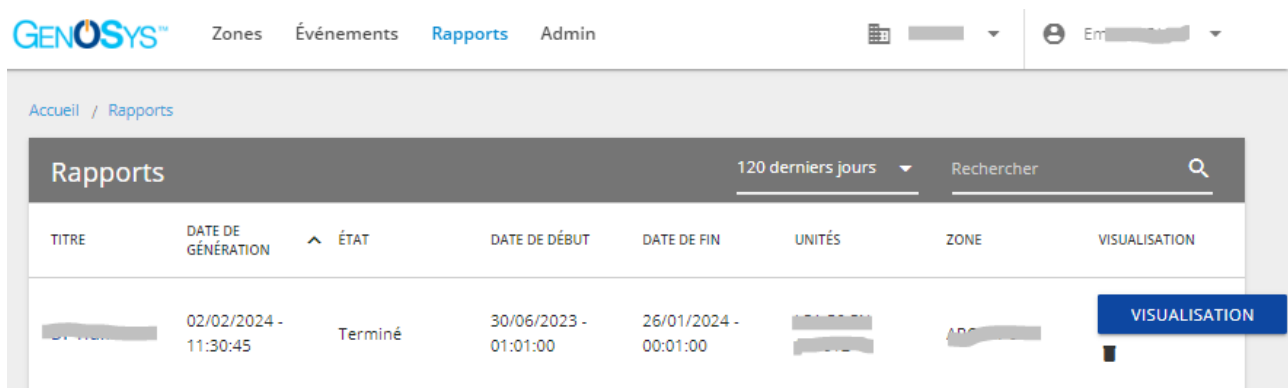 GENOSYS™ Zones Événements Rapports Admin
Accueil / Rapports
Rapports 120 derniers jours Rechercher
TITRE DATE DE GÉNÉRATION ÉTAT DATE DE DÉBUT DATE DE FIN UNITÉS ZONE VISUALISATION
02/02/2024 - Terminé 30/06/2023 - 26/01/2024 - VISUALISATION
11:30:45 01:01:00 00:01:00